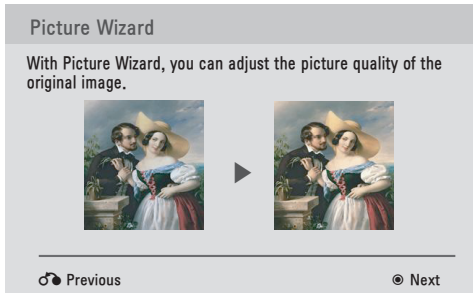 Picture Wizard
With Picture Wizard, you can adjust the picture quality of the
original image.
Previous
Next